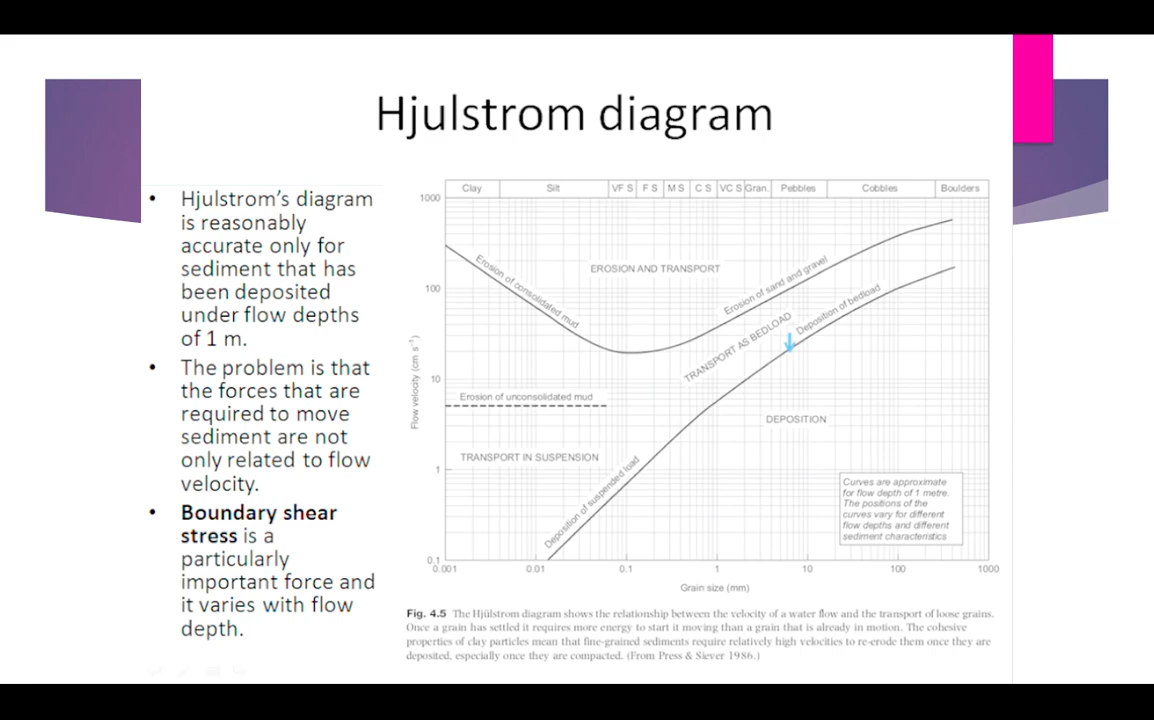 Hjulstrom diagram
• Hjulstrom's diagram
is reasonably
accurate only for
sediment that has
been deposited
under flow depths
of 1 m.
• The problem is that
the forces that are
required to move
sediment are not
only related to flow
velocity.
• Boundary shear
stress is a
particularly
important force and
it varies with flow
depth.
Clay Silt VF S F S M S C S VC S Gran. Pebbles Cobbles Boulders
1000
100
10
1
0.1
Flow velocity (cm s⁻¹)
Erosion of consolidated mud
EROSION AND TRANSPORT
Erosion of sand and gravel
TRANSPORT AS BEDLOAD
Deposition of bedload
Erosion of unconsolidated mud
DEPOSITION
TRANSPORT IN SUSPENSION
Deposition of suspended load
Curves are approximate
for flow depth of 1 metre.
The positions of the
curves vary for different
flow depths and different
sediment characteristics
0.001 0.01 0.1 1 10 100 1000
Grain size (mm)
Fig. 4.5 The Hjülstrom diagram shows the relationship between the velocity of a water flow and the transport of loose grains.
Once a grain has settled it requires more energy to start it moving than a grain that is already in motion. The cohesive
properties of clay particles mean that fine-grained sediments require relatively high velocities to re-erode them once they are
deposited, especially once they are compacted. (From Press & Siever 1986.)